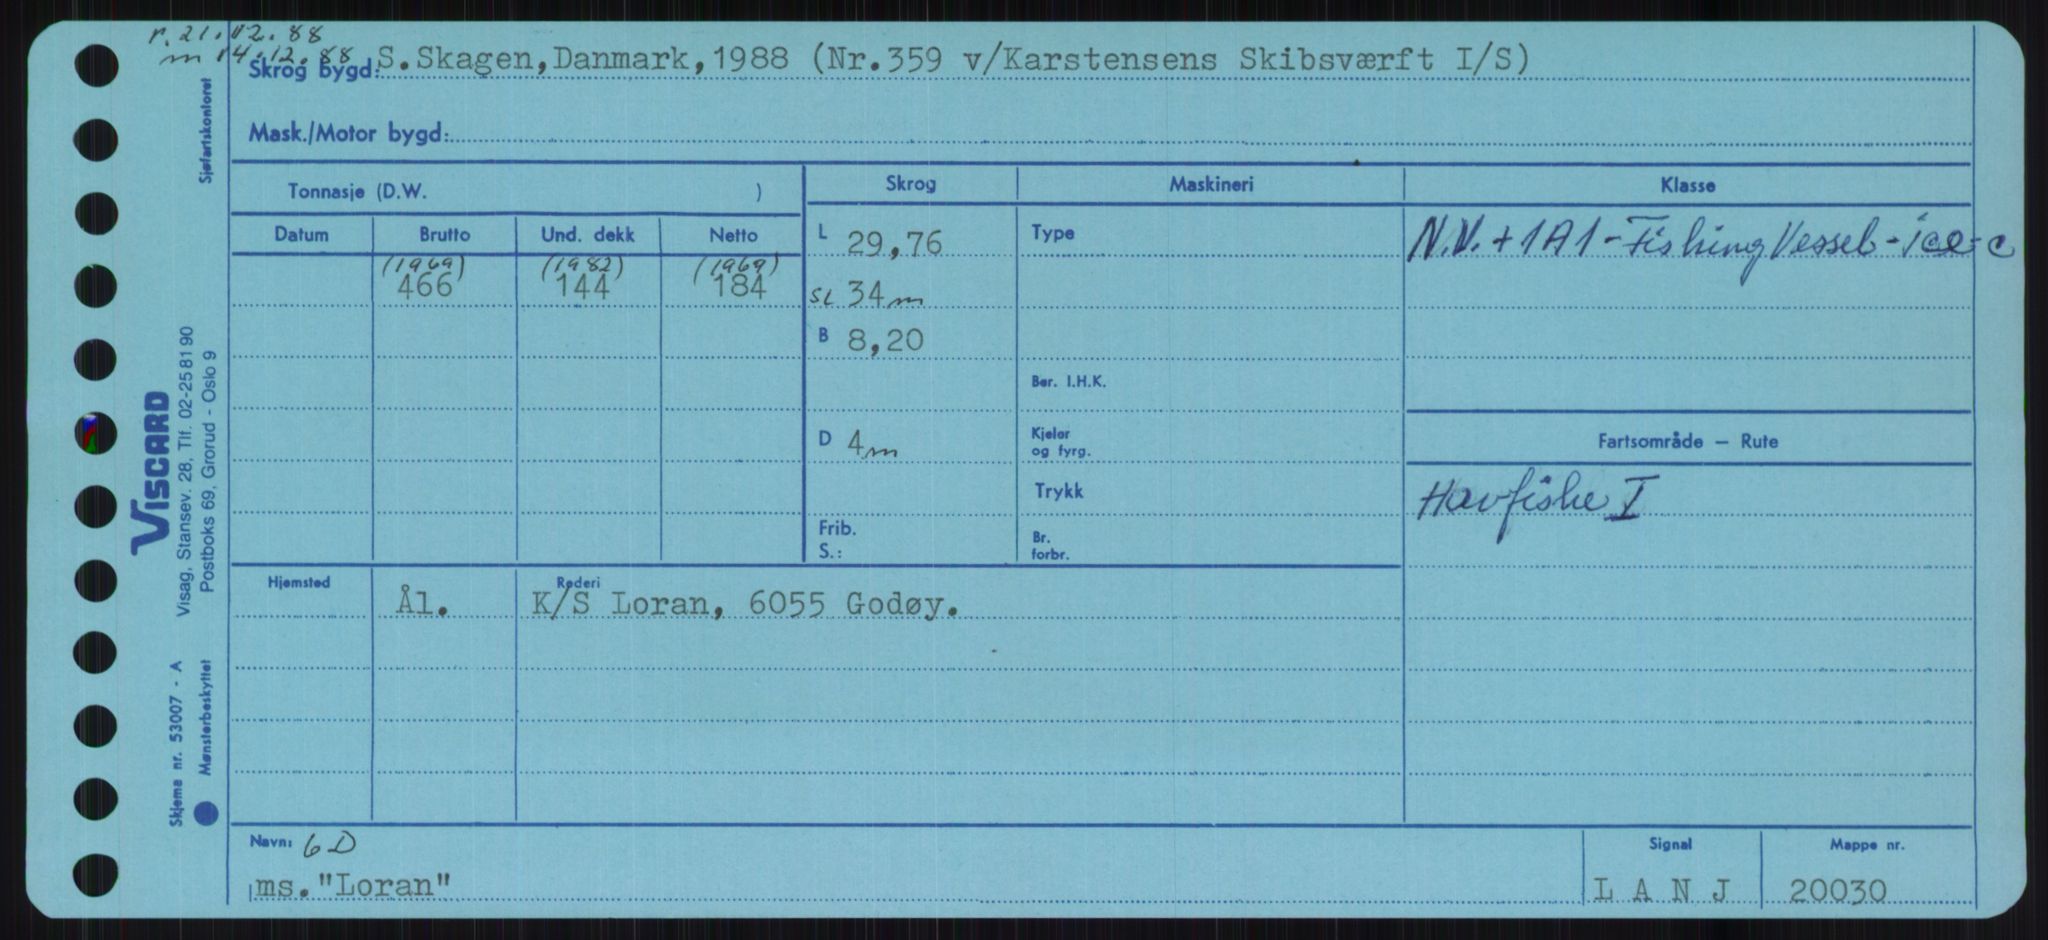 r. 21.12.88
m 14.12.88
Skrog bygd: S.Skagen, Danmark, 1988 (Nr.359 v/Karstensens Skibsværft I/S)
Mask./Motor bygd:
Tonnasje (D.W. )
Skrog Maskineri Klasse
Datum Brutto Und. dekk Netto
(1969) (1982) (1969)
466 144 184
L 29,76
SL 34 m
B 8,20
D 4 m
Frib.
S.:
Type
Ber. I.H.K.
Kjeler
og fyrg.
Trykk
Br.
forbr.
N.V. + 1A1 - Fishing Vessel - ice-c
Fartsområde – Rute
Havfiske I
Hjemsted Rederi
Ål. K/S Loran, 6055 Godøy.
Navn: 6D
ms. "Loran"
Signal
L A N J
Mappe nr.
20030
Sjøfartskontoret
VISCARD
Visag, Stansev. 28, Tlf. 02-25 81 90
Postboks 69, Grorud - Oslo 9
Skjema nr. 53007 - A
Mønsterbeskyttet